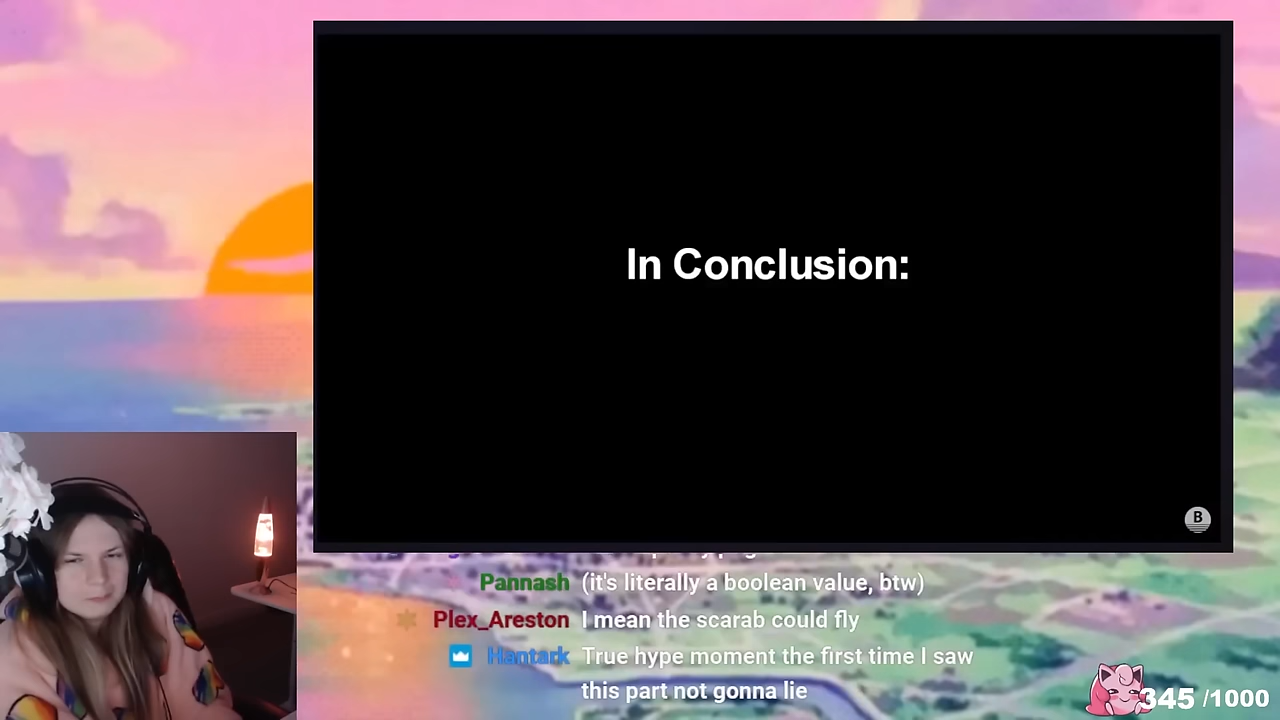 In Conclusion:
B
Pannash (it's literally a boolean value, btw)
Plex_Areston I mean the scarab could fly
Hantark True hype moment the first time I saw
this part not gonna lie
345 /1000